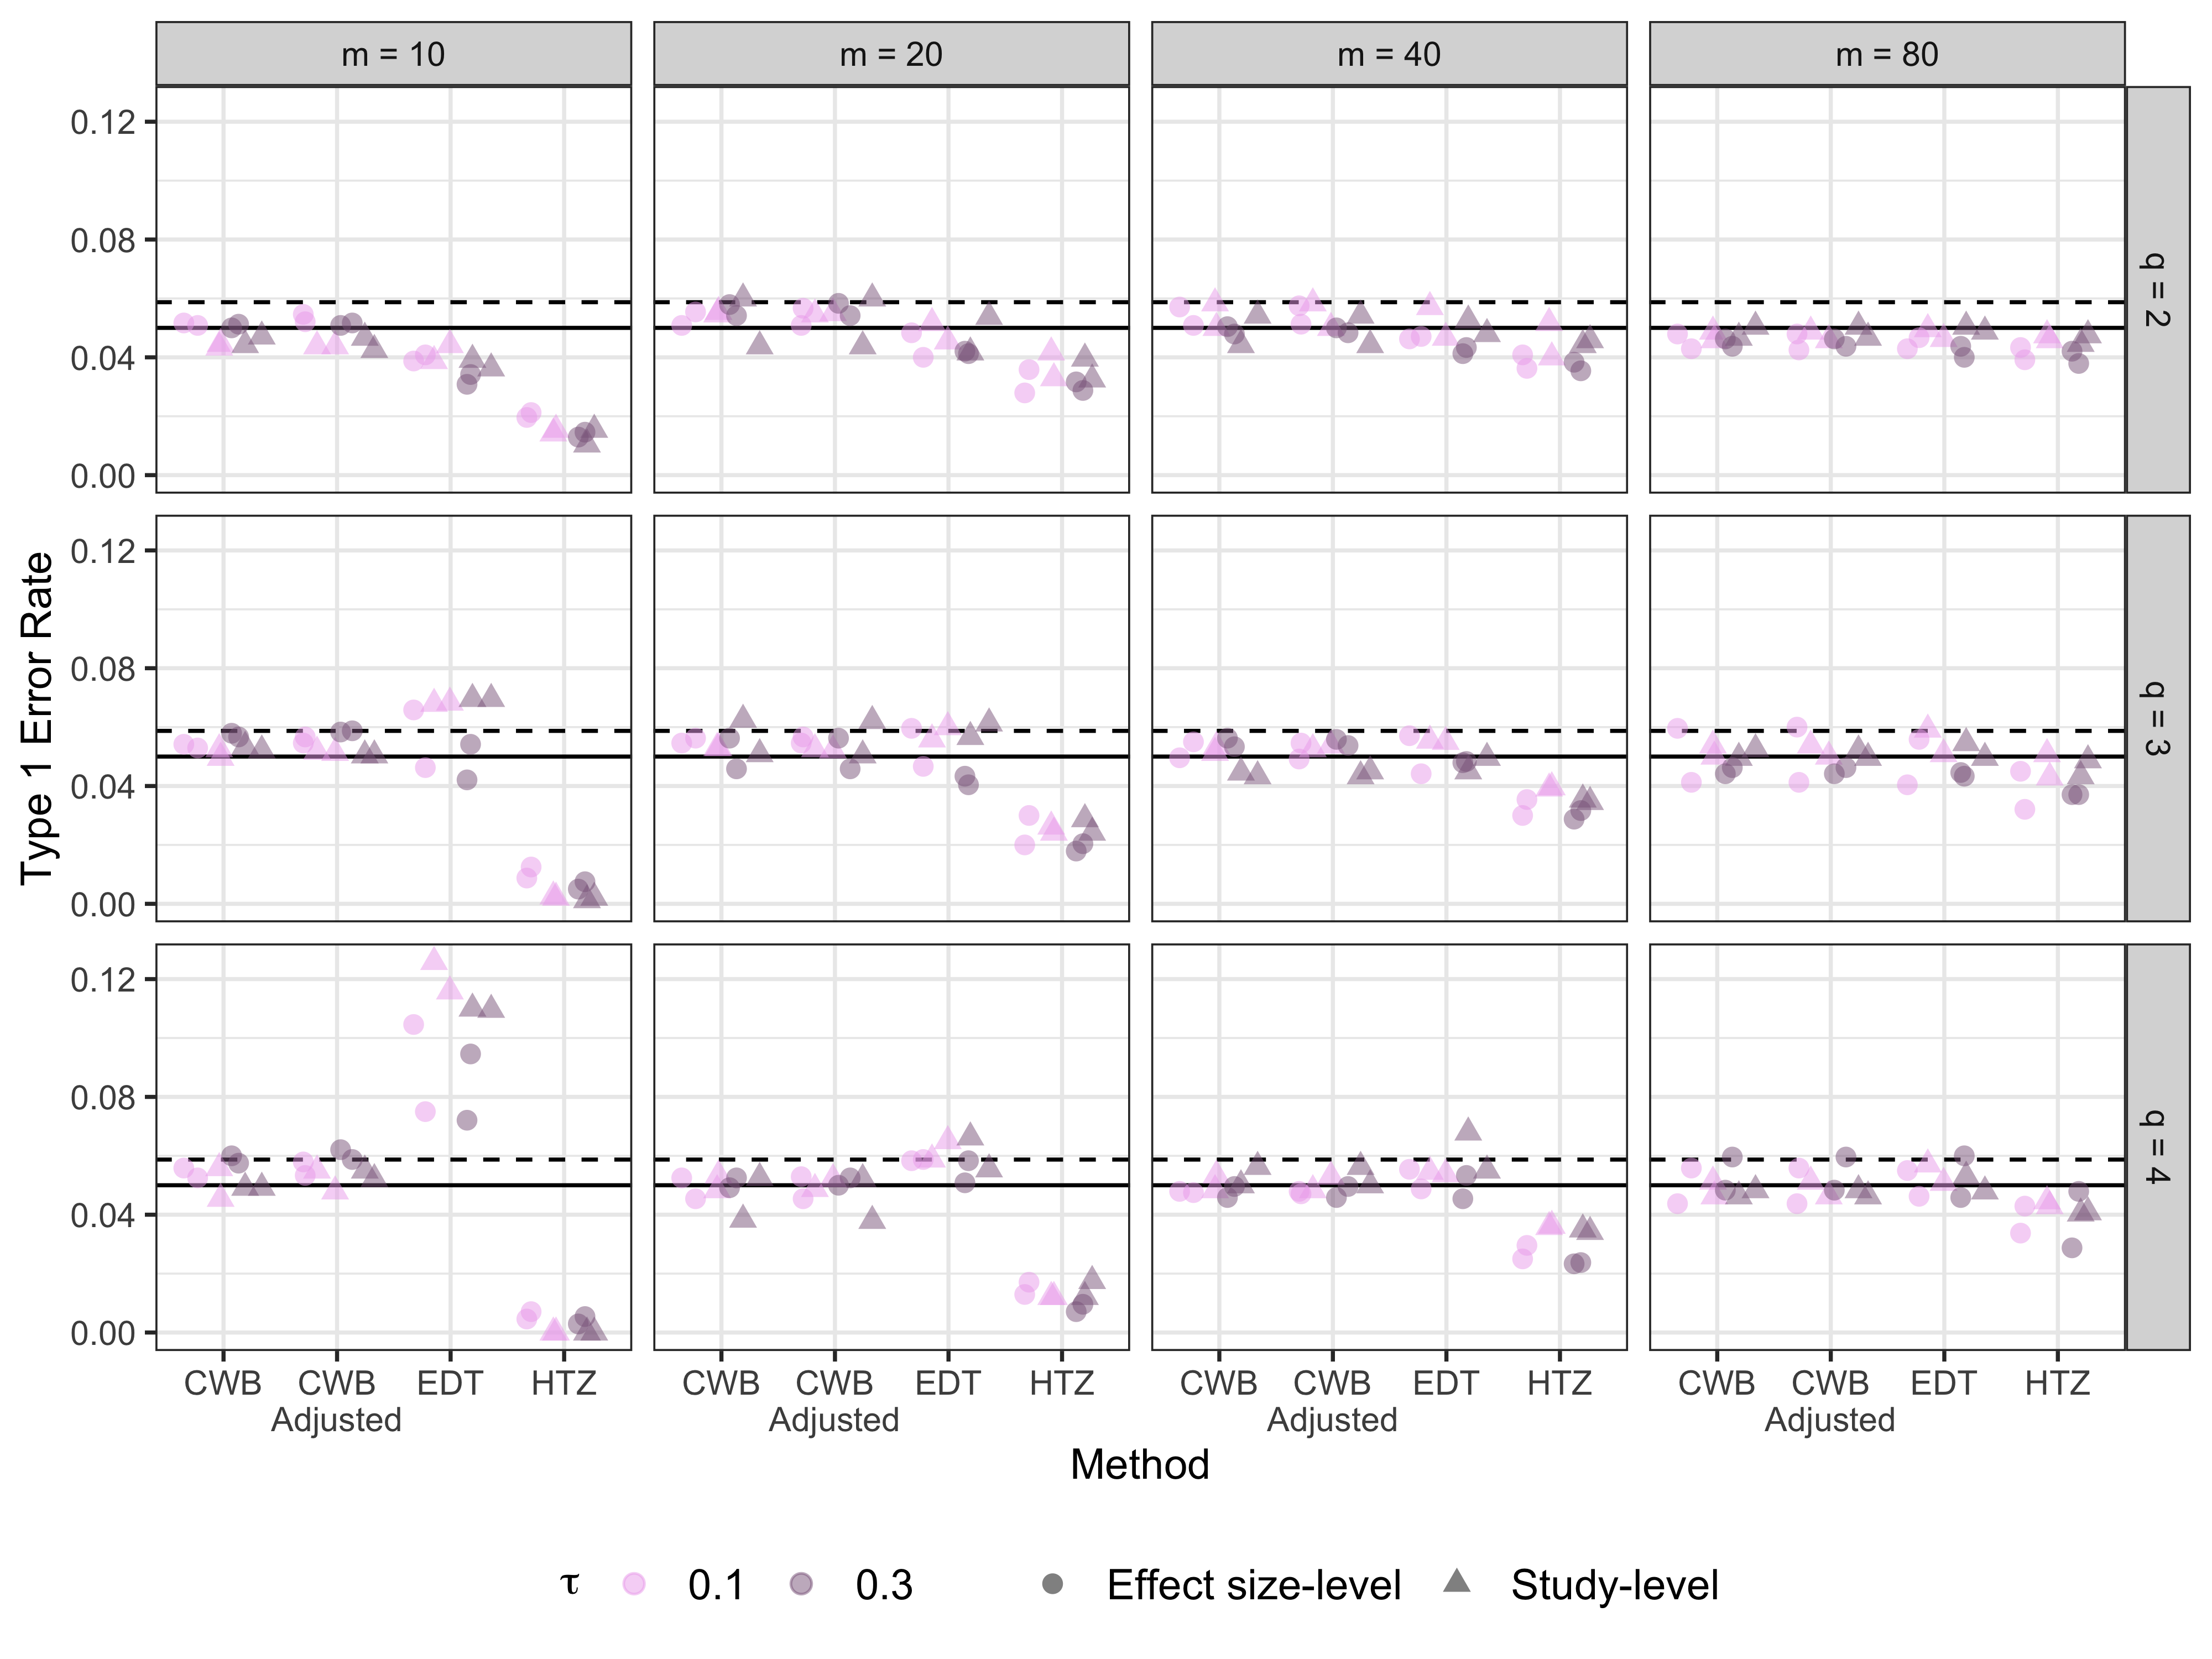 m = 10
m = 20
m = 40
m = 80
0.12
0.08
0.04
0.00
q = 2
0.12
0.08
0.04
0.00
q = 3
0.12
0.08
0.04
0.00
q = 4
Type 1 Error Rate
CWB CWB EDT HTZ
Adjusted
CWB CWB EDT HTZ
Adjusted
CWB CWB EDT HTZ
Adjusted
CWB CWB EDT HTZ
Adjusted
Method
τ 0.1 0.3 Effect size-level Study-level